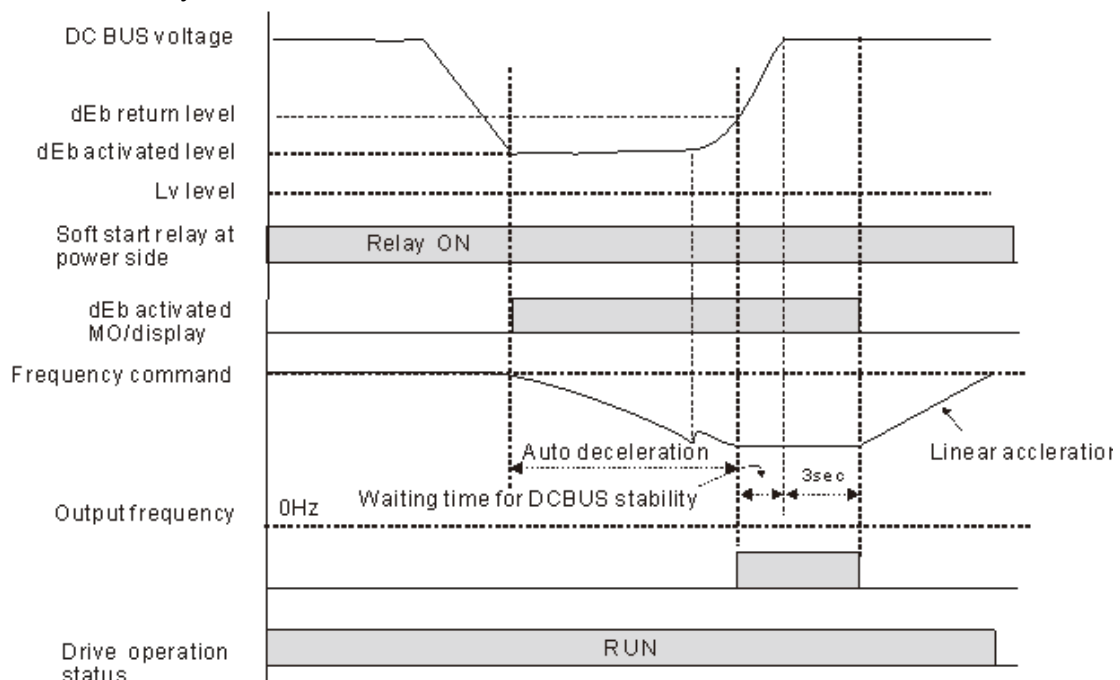 DC BUS voltage
dEb return level
dEb activated level
Lv level
Soft start relay at
power side
Relay ON
dEb activated
MO/display
Frequency command
Auto deceleration
Linear accleration
3sec
Waiting time for DCBUS stability
Output frequency
0Hz
Drive operation
status
RUN